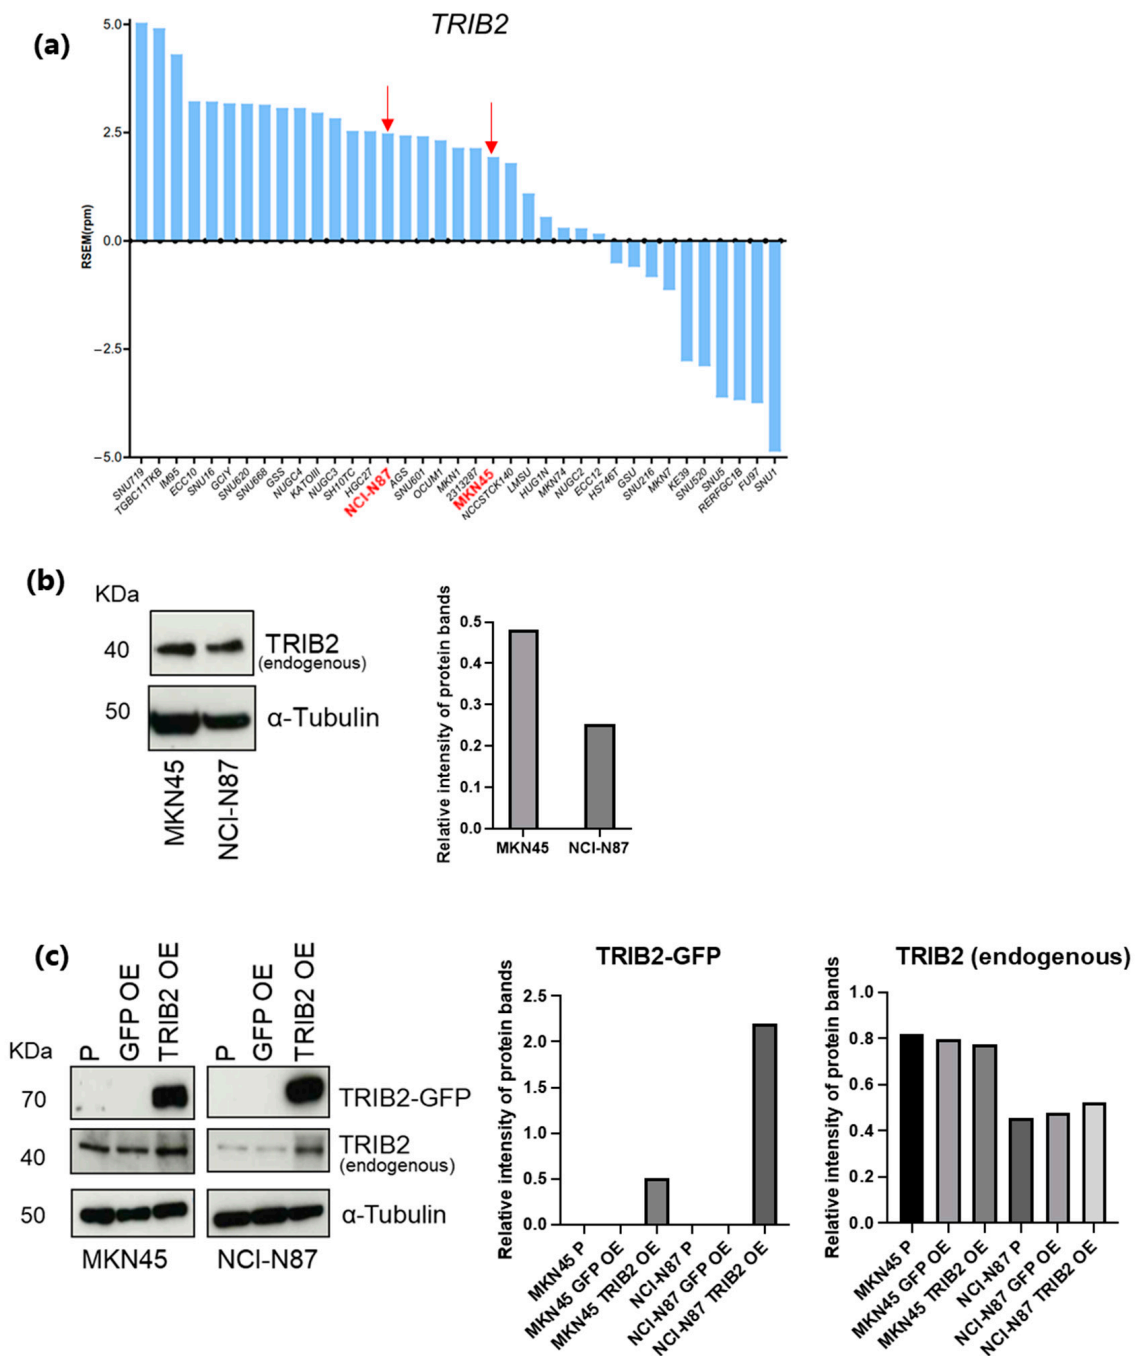 (a)
TRIB2
RSEM(rpm)
5.0
2.5
0.0
−2.5
−5.0
SNU719
TGBC11TKB
IM95
ECC10
SNU16
GCIY
SNU620
SNU668
GSS
NUGC4
KATOIII
NUGC3
SH10TC
HGC27
NCI-N87
AGS
SNU601
OCUM1
MKN1
2313287
MKN45
NCCSTCK140
LMSU
HUG1N
MKN74
NUGC2
ECC12
HS746T
GSU
SNU216
MKN7
KE39
SNU520
SNU5
RERFGC1B
FU97
SNU1
(b)
KDa
40
TRIB2
(endogenous)
50
α-Tubulin
MKN45
NCI-N87
Relative intensity of protein bands
0.5
0.4
0.3
0.2
0.1
0.0
MKN45
NCI-N87
(c)
P
GFP OE
TRIB2 OE
P
GFP OE
TRIB2 OE
KDa
70
TRIB2-GFP
40
TRIB2
(endogenous)
50
α-Tubulin
MKN45
NCI-N87
TRIB2-GFP
Relative intensity of protein bands
2.5
2.0
1.5
1.0
0.5
0.0
MKN45 P
MKN45 GFP OE
MKN45 TRIB2 OE
NCI-N87 P
NCI-N87 GFP OE
NCI-N87 TRIB2 OE
TRIB2 (endogenous)
Relative intensity of protein bands
1.0
0.8
0.6
0.4
0.2
0.0
MKN45 P
MKN45 GFP OE
MKN45 TRIB2 OE
NCI-N87 P
NCI-N87 GFP OE
NCI-N87 TRIB2 OE